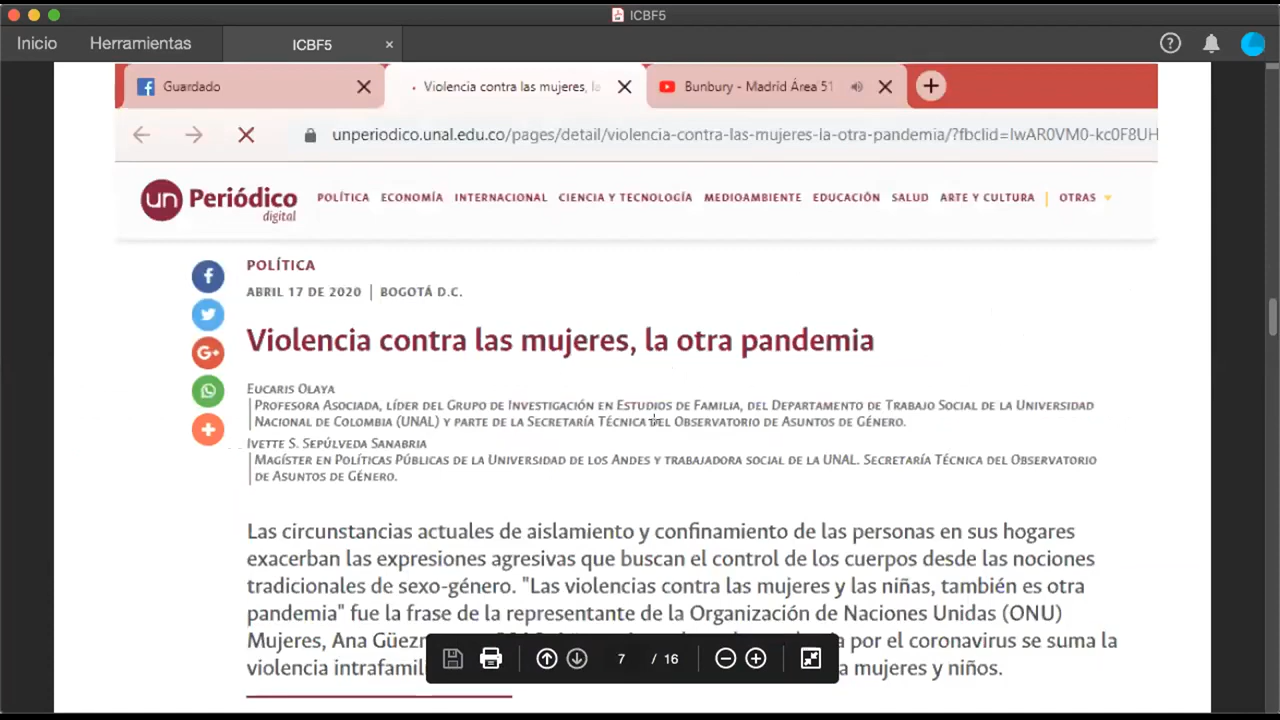 ICBF5
Inicio Herramientas ICBF5 ×
Guardado Violencia contra las mujeres, la Bunbury - Madrid Área 51
unperiodico.unal.edu.co/pages/detail/violencia-contra-las-mujeres-la-otra-pandemia/?fbclid=IwAR0VM0-kc0F8UH
un Periódico digital POLÍTICA ECONOMÍA INTERNACIONAL CIENCIA Y TECNOLOGÍA MEDIOAMBIENTE EDUCACIÓN SALUD ARTE Y CULTURA | OTRAS
POLÍTICA
ABRIL 17 DE 2020 | BOGOTÁ D.C.
Violencia contra las mujeres, la otra pandemia
EUCARIS OLAYA
PROFESORA ASOCIADA, LÍDER DEL GRUPO DE INVESTIGACIÓN EN ESTUDIOS DE FAMILIA, DEL DEPARTAMENTO DE TRABAJO SOCIAL DE LA UNIVERSIDAD
NACIONAL DE COLOMBIA (UNAL) Y PARTE DE LA SECRETARÍA TÉCNICA DEL OBSERVATORIO DE ASUNTOS DE GÉNERO.
IVETTE S. SEPÚLVEDA SANABRIA
MAGÍSTER EN POLÍTICAS PÚBLICAS DE LA UNIVERSIDAD DE LOS ANDES Y TRABAJADORA SOCIAL DE LA UNAL. SECRETARÍA TÉCNICA DEL OBSERVATORIO
DE ASUNTOS DE GÉNERO.
Las circunstancias actuales de aislamiento y confinamiento de las personas en sus hogares
exacerban las expresiones agresivas que buscan el control de los cuerpos desde las nociones
tradicionales de sexo-género. "Las violencias contra las mujeres y las niñas, también es otra
pandemia" fue la frase de la representante de la Organización de Naciones Unidas (ONU)
Mujeres, Ana por el coronavirus se suma la
violencia mujeres y niños.
7 / 16